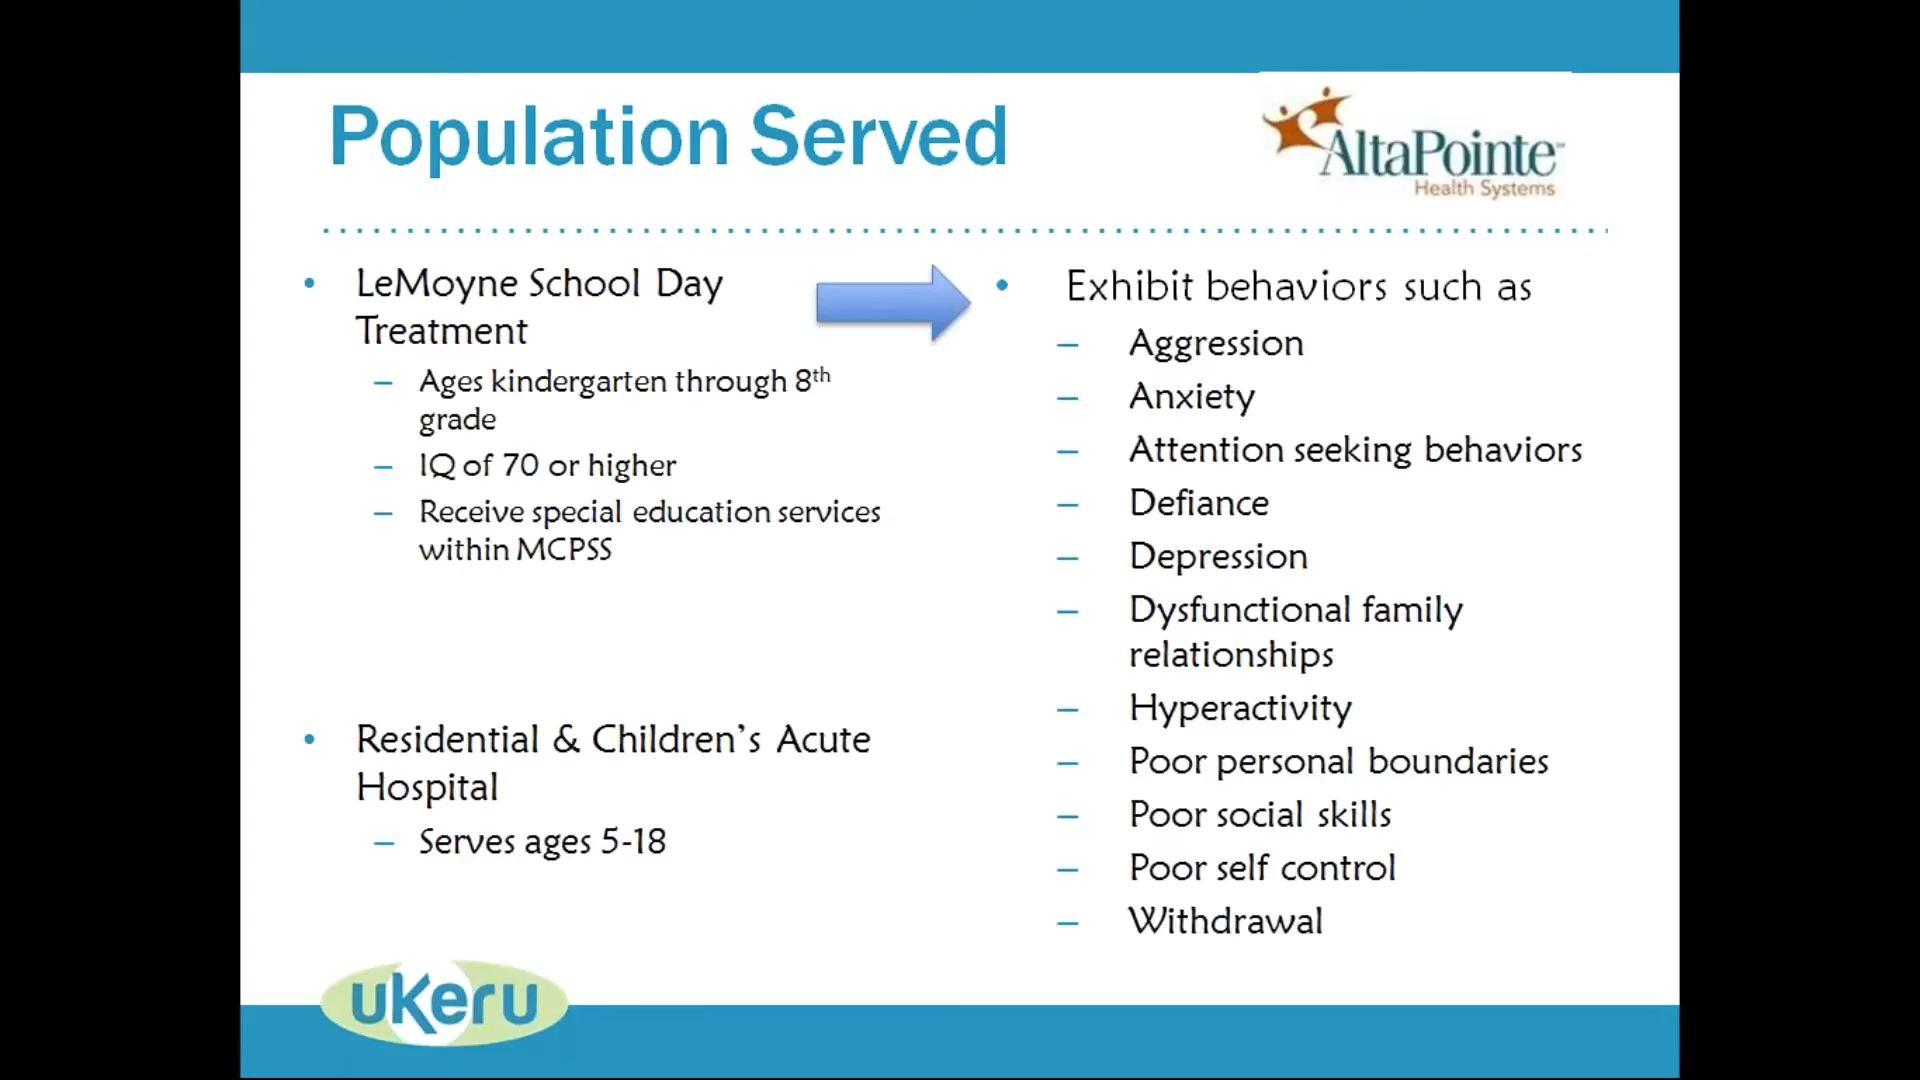 Population Served
AltaPointe
Health Systems
• LeMoyne School Day
Treatment
– Ages kindergarten through 8th
grade
– IQ of 70 or higher
– Receive special education services
within MCPSS
• Residential & Children’s Acute
Hospital
– Serves ages 5-18
• Exhibit behaviors such as
– Aggression
– Anxiety
– Attention seeking behaviors
– Defiance
– Depression
– Dysfunctional family
relationships
– Hyperactivity
– Poor personal boundaries
– Poor social skills
– Poor self control
– Withdrawal
uKeru